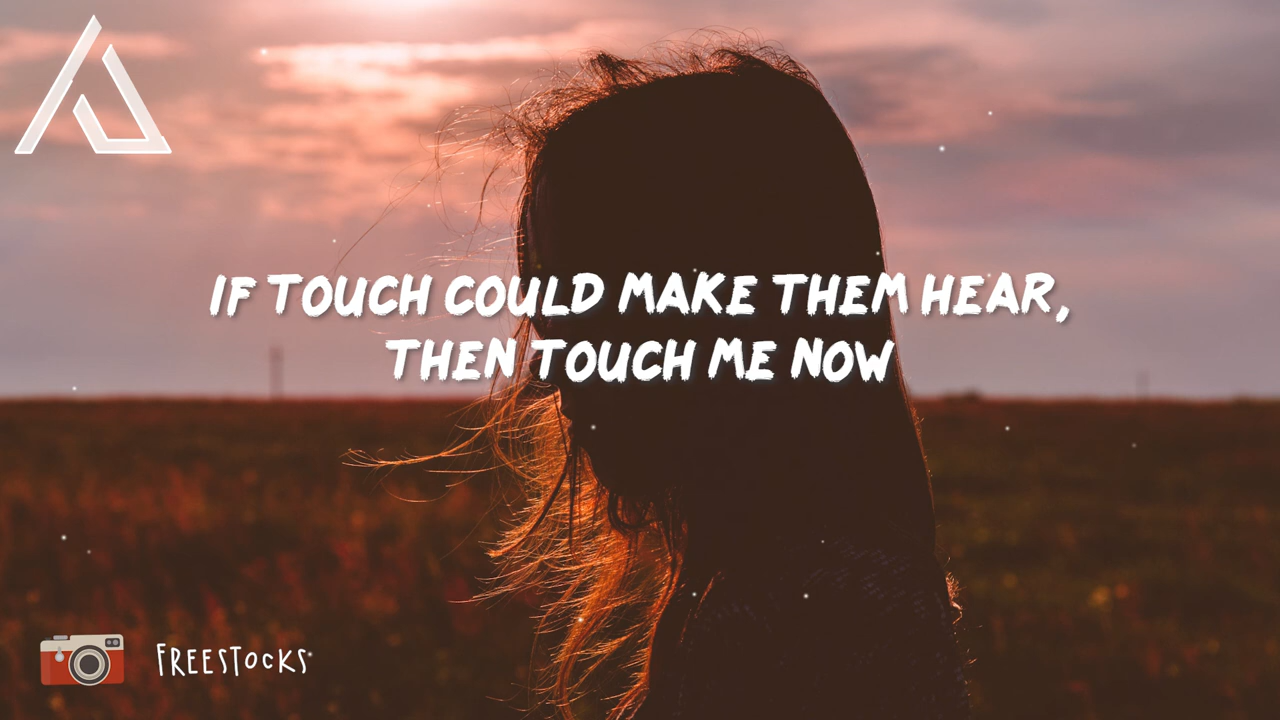 IF TOUCH COULD MAKE THEM HEAR,
THEN TOUCH ME NOW
FREESTOCKS